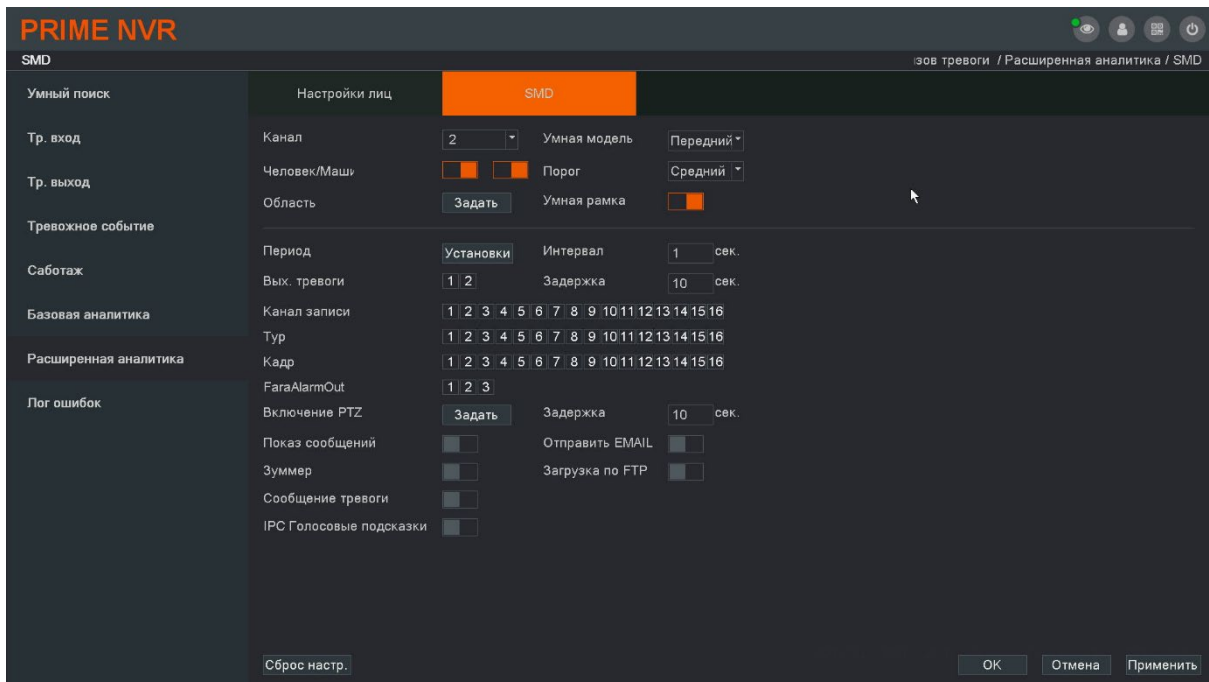 PRIME NVR
SMD
зов тревоги / Расширенная аналитика / SMD
Умный поиск
Тр. вход
Тр. выход
Тревожное событие
Саботаж
Базовая аналитика
Расширенная аналитика
Лог ошибок
Настройки лиц SMD
Канал 2 Умная модель Передний
Человек/Маши Порог Средний
Область Задать Умная рамка
Период Установки Интервал 1 сек.
Вых. тревоги 1 2 Задержка 10 сек.
Канал записи 1 2 3 4 5 6 7 8 9 10 11 12 13 14 15 16
Тур 1 2 3 4 5 6 7 8 9 10 11 12 13 14 15 16
Кадр 1 2 3 4 5 6 7 8 9 10 11 12 13 14 15 16
FaraAlarmOut 1 2 3
Включение PTZ Задать Задержка 10 сек.
Показ сообщений Отправить EMAIL
Зуммер Загрузка по FTP
Сообщение тревоги
IPC Голосовые подсказки
Сброс настр. OK Отмена Применить